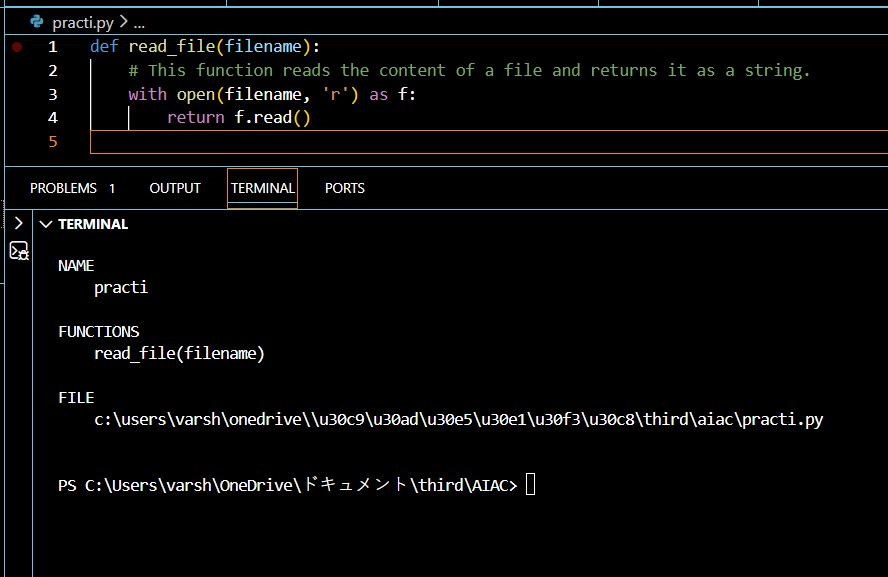 practi.py > ...
1 def read_file(filename):
2 # This function reads the content of a file and returns it as a string.
3 with open(filename, 'r') as f:
4 return f.read()
5
PROBLEMS 1 OUTPUT TERMINAL PORTS
TERMINAL
NAME
practi
FUNCTIONS
read_file(filename)
FILE
c:\users\varsh\onedrive\\u30c9\u30ad\u30e5\u30e1\u30f3\u30c8\third\aiac\practi.py
PS C:\Users\varsh\OneDrive\ドキュメント\third\AIAC>